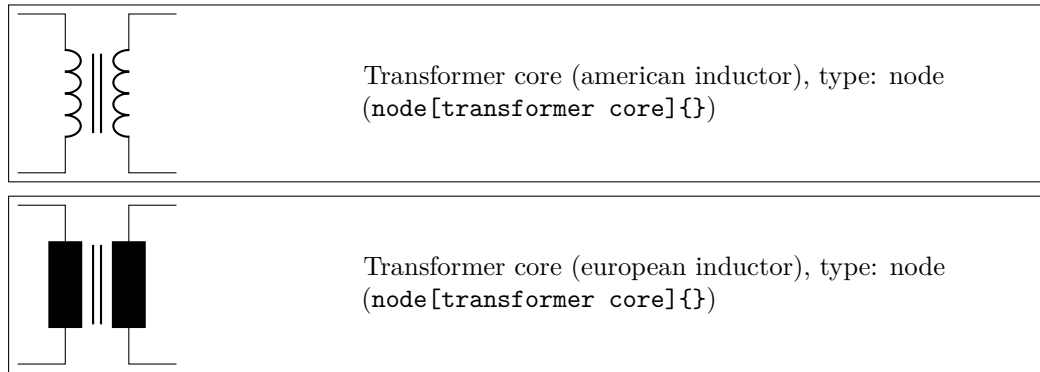 Transformer core (american inductor), type: node
(node[transformer core]{})
Transformer core (european inductor), type: node
(node[transformer core]{})